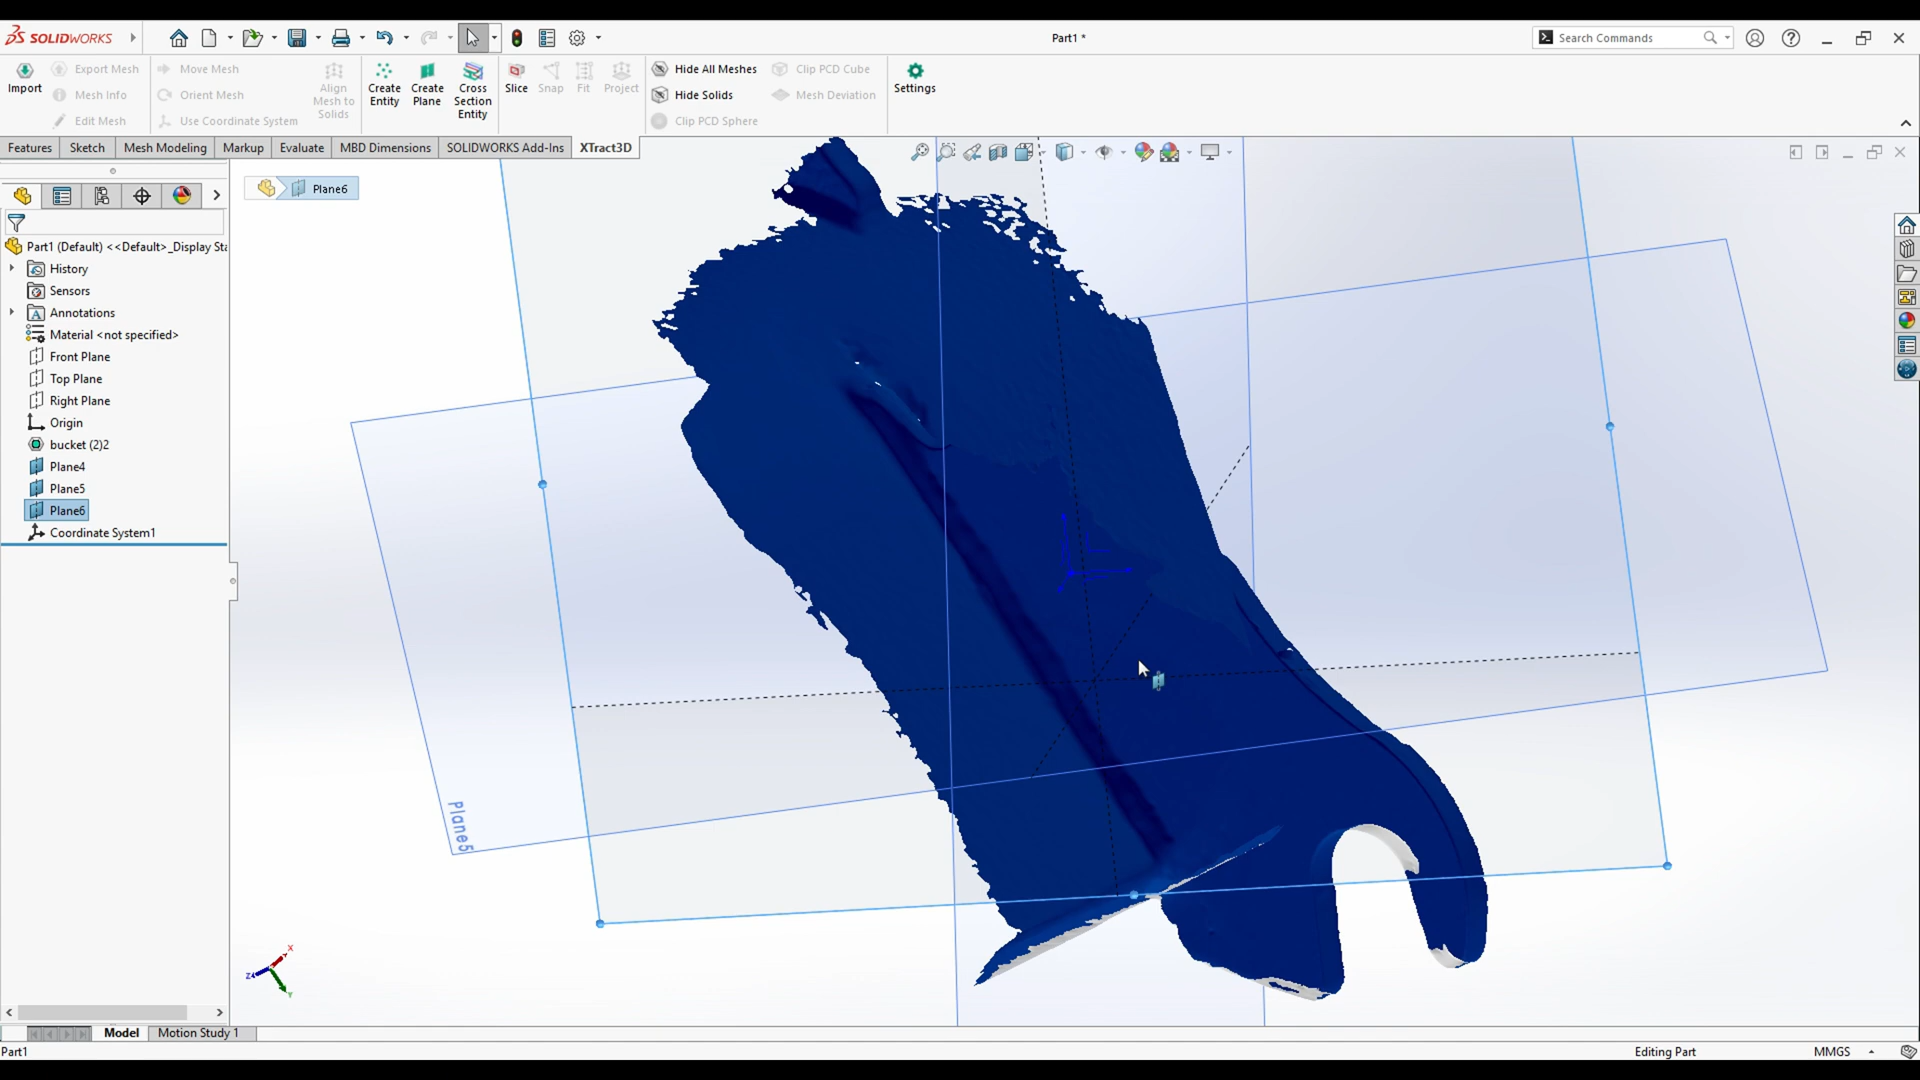 SOLIDWORKS
Part1 *
Search Commands
Import
Export Mesh
Mesh Info
Edit Mesh
Move Mesh
Orient Mesh
Use Coordinate System
Align
Mesh to
Solids
Create
Entity
Create
Plane
Cross
Section
Entity
Slice
Snap
Fit
Project
Hide All Meshes
Hide Solids
Clip PCD Sphere
Clip PCD Cube
Mesh Deviation
Settings
Features
Sketch
Mesh Modeling
Markup
Evaluate
MBD Dimensions
SOLIDWORKS Add-Ins
XTract3D
Plane6
Part1 (Default) <<Default>_Display Sta
History
Sensors
Annotations
Material <not specified>
Front Plane
Top Plane
Right Plane
Origin
bucket (2)2
Plane4
Plane5
Plane6
Coordinate System1
Plane5
X
Z
Y
Model
Motion Study 1
Part1
Editing Part
MMGS